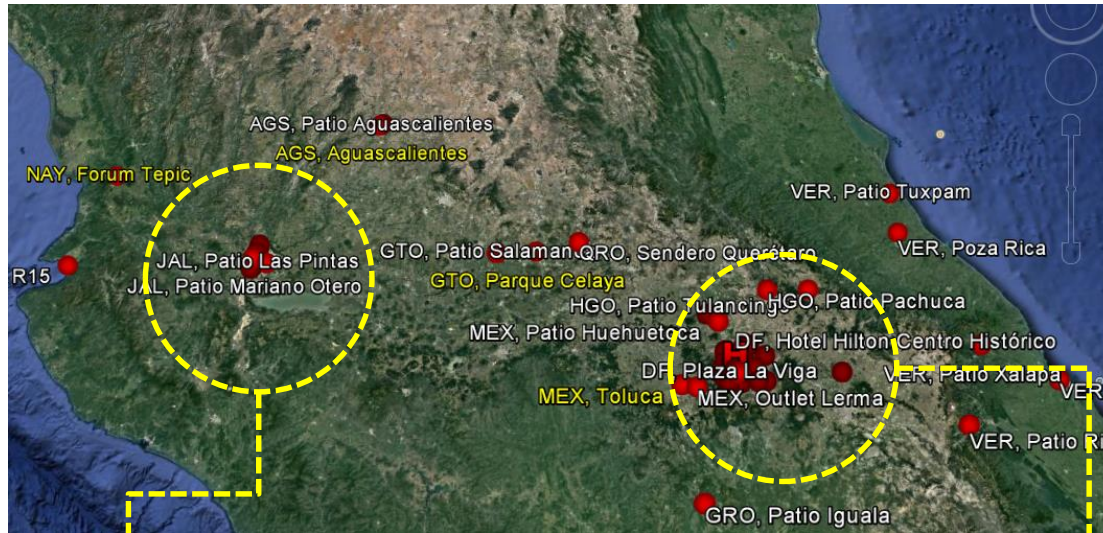 AGS, Patio Aguascalientes
AGS, Aguascalientes
NAY, Forum Tepic
VER, Patio Tuxpam
VER, Poza Rica
GTO, Patio Salamanc
QRO, Sendero Querétaro
JAL, Patio Las Pintas
R15
GTO, Parque Celaya
JAL, Patio Mariano Otero
HGO, Patio Tulancingo
HGO, Patio Pachuca
MEX, Patio Huehuetoca
DF, Hotel Hilton Centro Histórico
H
DF, Plaza La Viga
VER, Patio Xalapa
VER
MEX, Toluca
MEX, Outlet Lerma
VER, Patio Ri
GRO, Patio Iguala